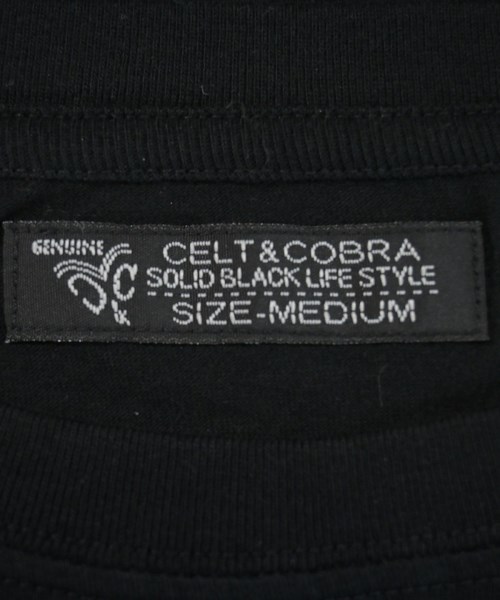 GENUINE
CELT&COBRA
SOLID BLACK LIFE STYLE
SIZE-MEDIUM